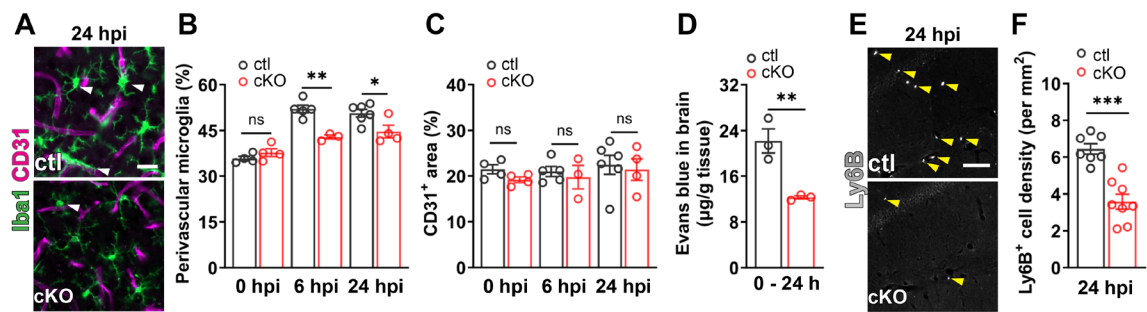 A
24 hpi
Iba1 CD31
ctl
cKO
B
Perivascular microglia (%)
60
45
30
15
0
ctl
cKO
ns
**
*
0 hpi
6 hpi
24 hpi
C
CD31+ area (%)
40
30
20
10
0
ctl
cKO
ns
ns
ns
0 hpi
6 hpi
24 hpi
D
Evans blue in brain
(µg/g tissue)
32
24
16
8
0
ctl
cKO
**
0 - 24 h
E
24 hpi
Ly6B
ctl
cKO
F
Ly6B+ cell density (per mm2)
10
8
6
4
2
0
ctl
cKO
***
24 hpi